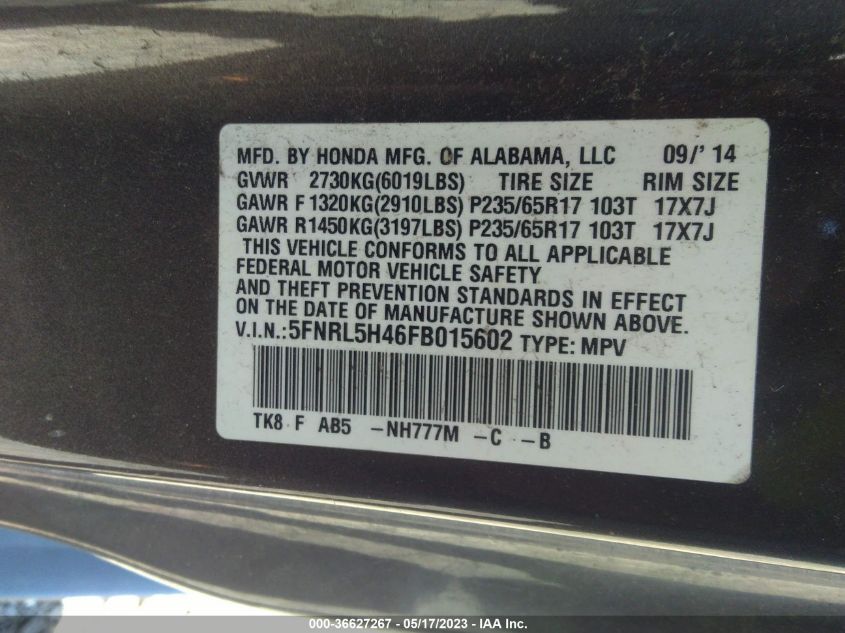 MFD. BY HONDA MFG. OF ALABAMA, LLC 09/' 14
GVWR 2730KG(6019LBS) TIRE SIZE RIM SIZE
GAWR F1320KG(2910LBS) P235/65R17 103T 17X7J
GAWR R1450KG(3197LBS) P235/65R17 103T 17X7J
THIS VEHICLE CONFORMS TO ALL APPLICABLE
FEDERAL MOTOR VEHICLE SAFETY
AND THEFT PREVENTION STANDARDS IN EFFECT
ON THE DATE OF MANUFACTURE SHOWN ABOVE.
V.I.N.:5FNRL5H46FB015602 TYPE: MPV
TK8 F AB5 -NH777M -C -B
000-36627267 - 05/17/2023 - IAA Inc.